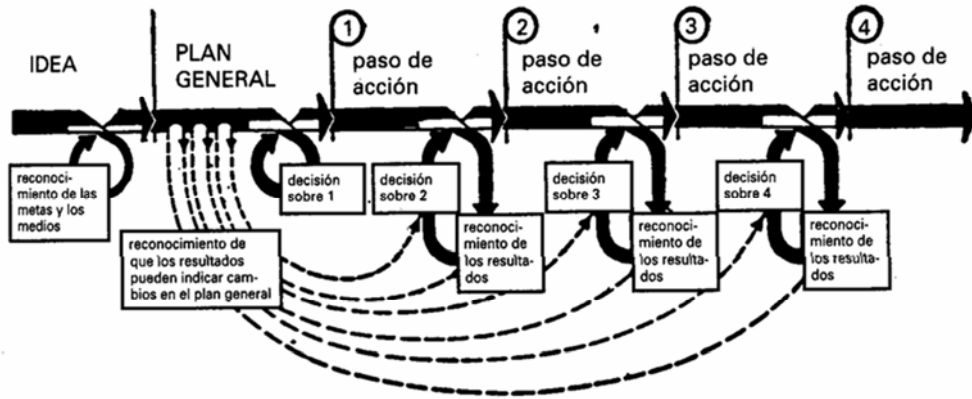 IDEA
PLAN
GENERAL
1
paso de
acción
2
paso de
acción
3
paso de
acción
4
paso de
acción
reconocimiento
de las
metas y los
medios
decisión
sobre 1
decisión
sobre 2
decisión
sobre 3
decisión
sobre 4
reconocimiento de
que los resultados
pueden indicar cam-
bios en el plan general
reconoci-
miento de
los resulta-
dos
reconoci-
miento de
los resulta-
dos
reconoci-
miento de
los resulta-
dos